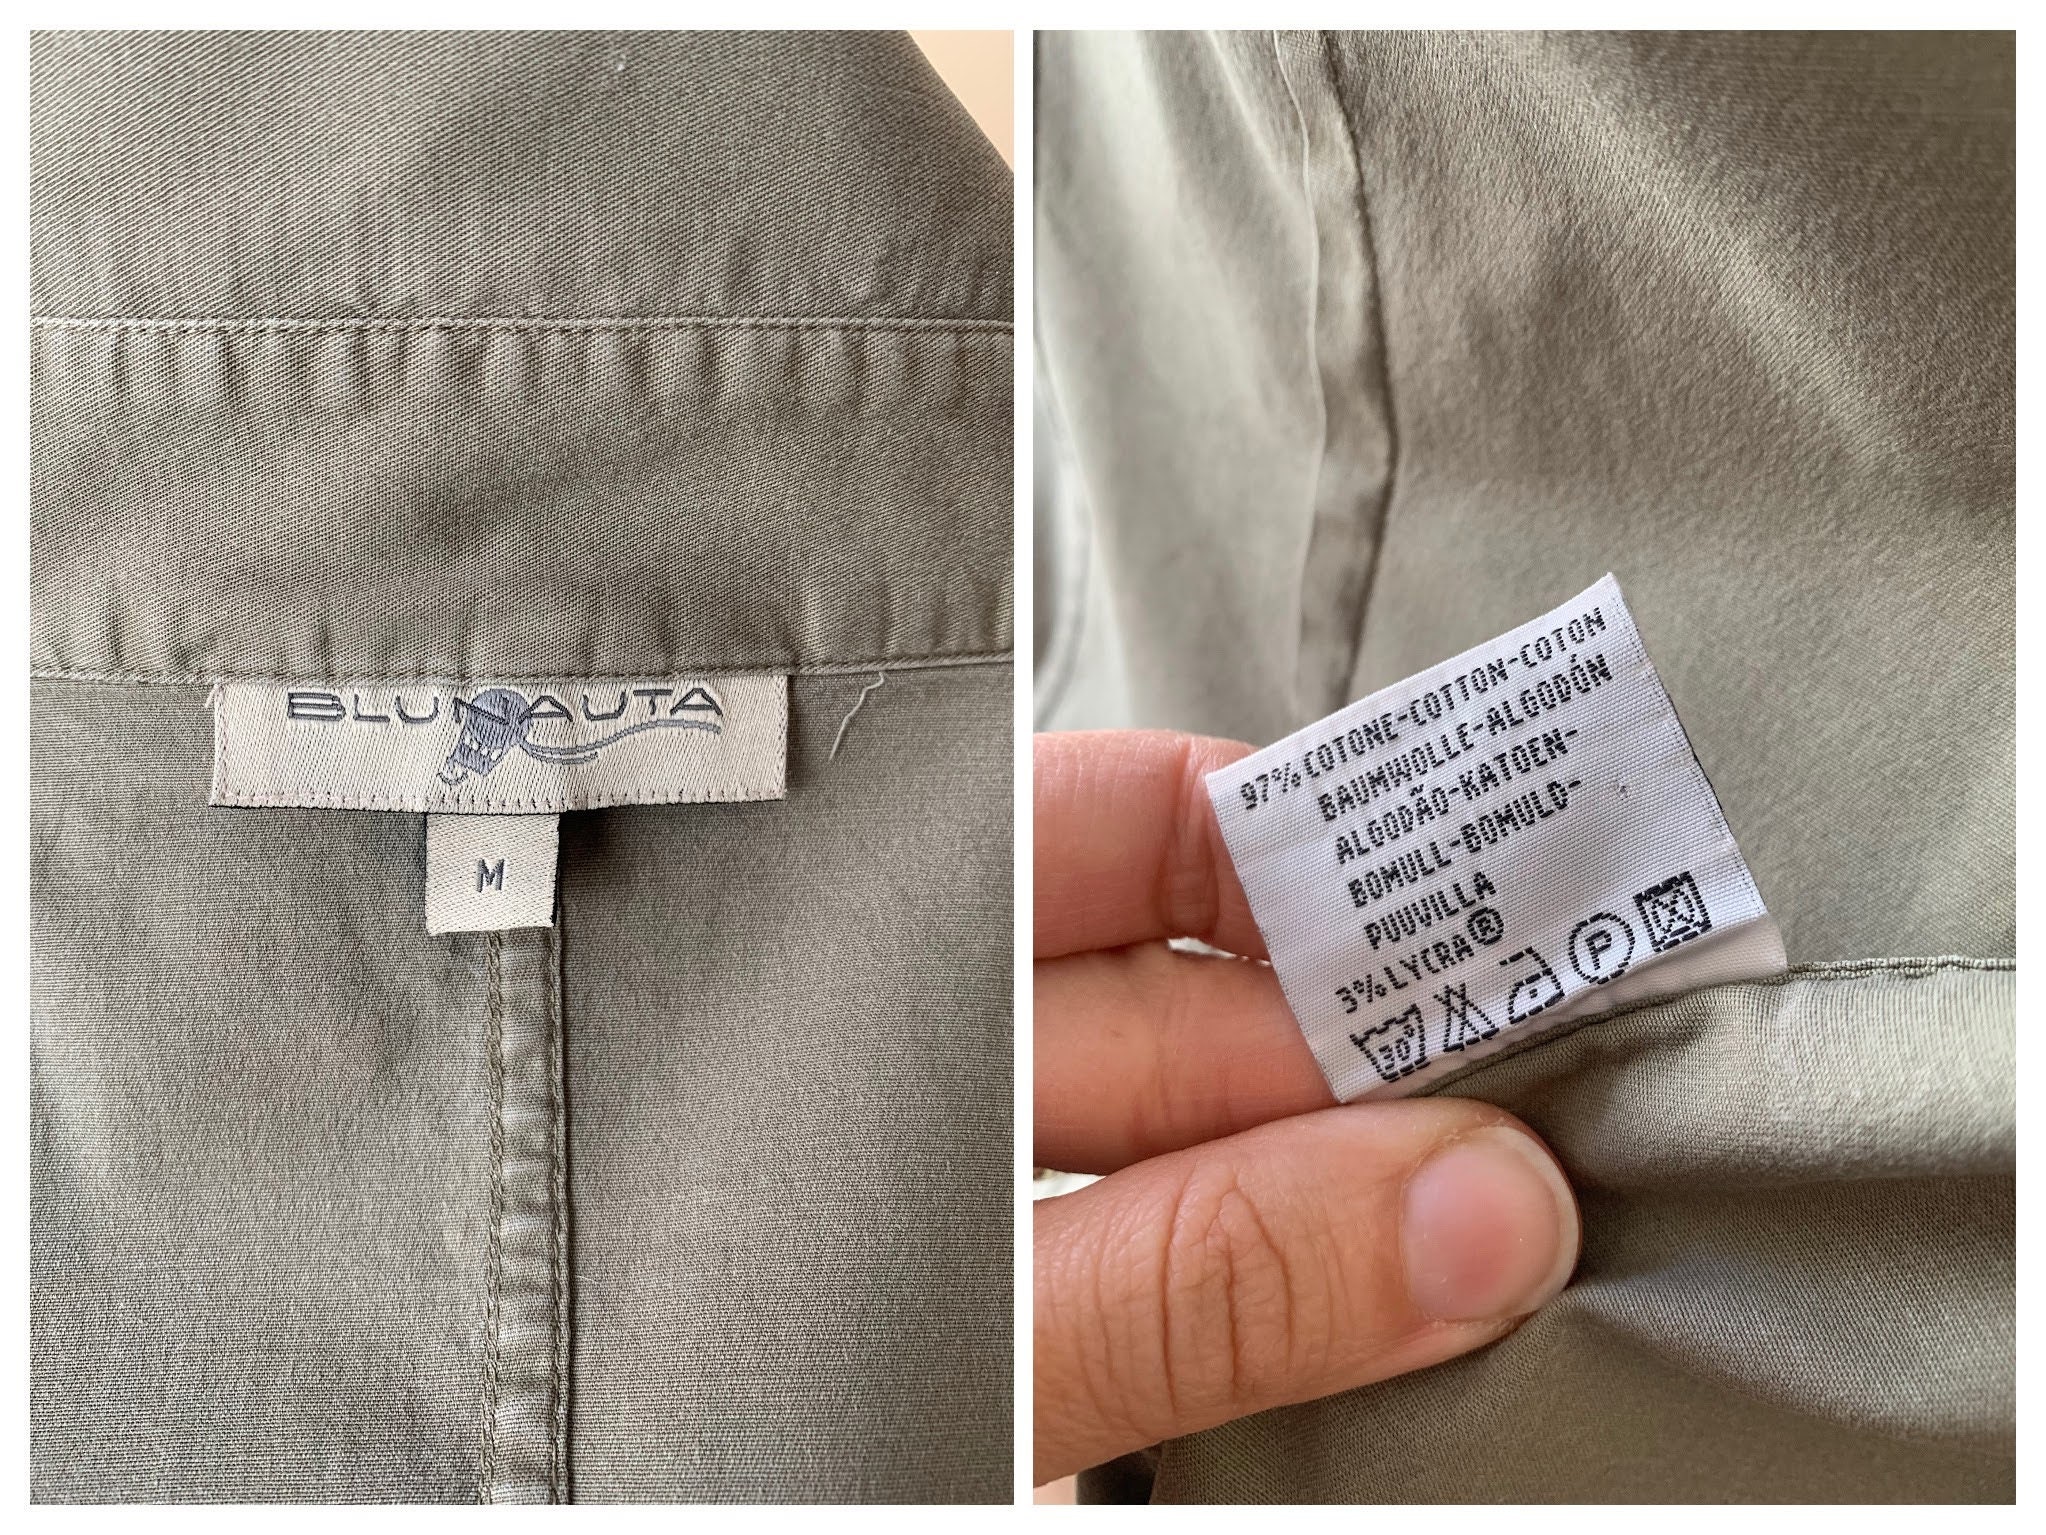 BLUNAUTA
M
97% COTONE-COTTON-COTON
BAUMWOLLE-ALGODÓN
ALGODÃO-KATOEN-
BOMULL-BOMULD-
PUUVILLA
3% LYCRA®
30° P